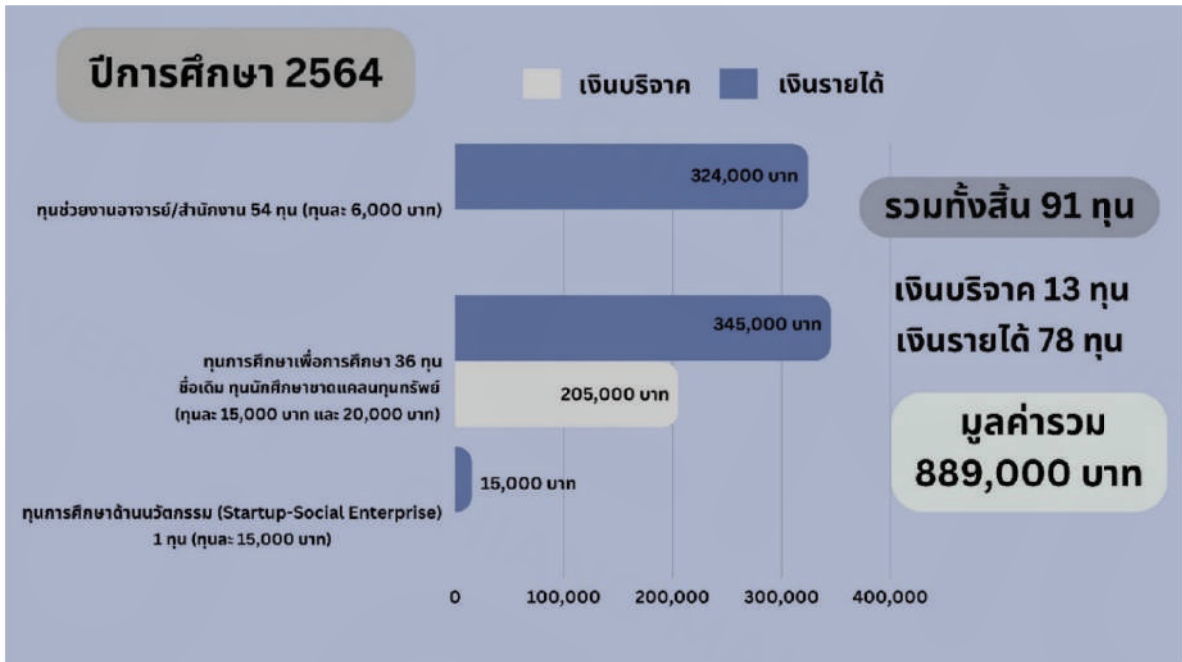 ปีการศึกษา 2564
เงินบริจาค
เงินรายได้
324,000 บาท
ทุนช่วยงานอาจารย์/สำนักงาน 54 ทุน (ทุนละ 6,000 บาท)
รวมทั้งสิ้น 91 ทุน
เงินบริจาค 13 ทุน
เงินรายได้ 78 ทุน
345,000 บาท
ทุนการศึกษาเพื่อการศึกษา 36 ทุน
ชื่อเดิม ทุนนักศึกษาขาดแคลนทุนทรัพย์
(ทุนละ 15,000 บาท และ 20,000 บาท)
205,000 บาท
มูลค่ารวม
889,000 บาท
15,000 บาท
ทุนการศึกษาด้านนวัตกรรม (Startup-Social Enterprise)
1 ทุน (ทุนละ 15,000 บาท)
0 100,000 200,000 300,000 400,000